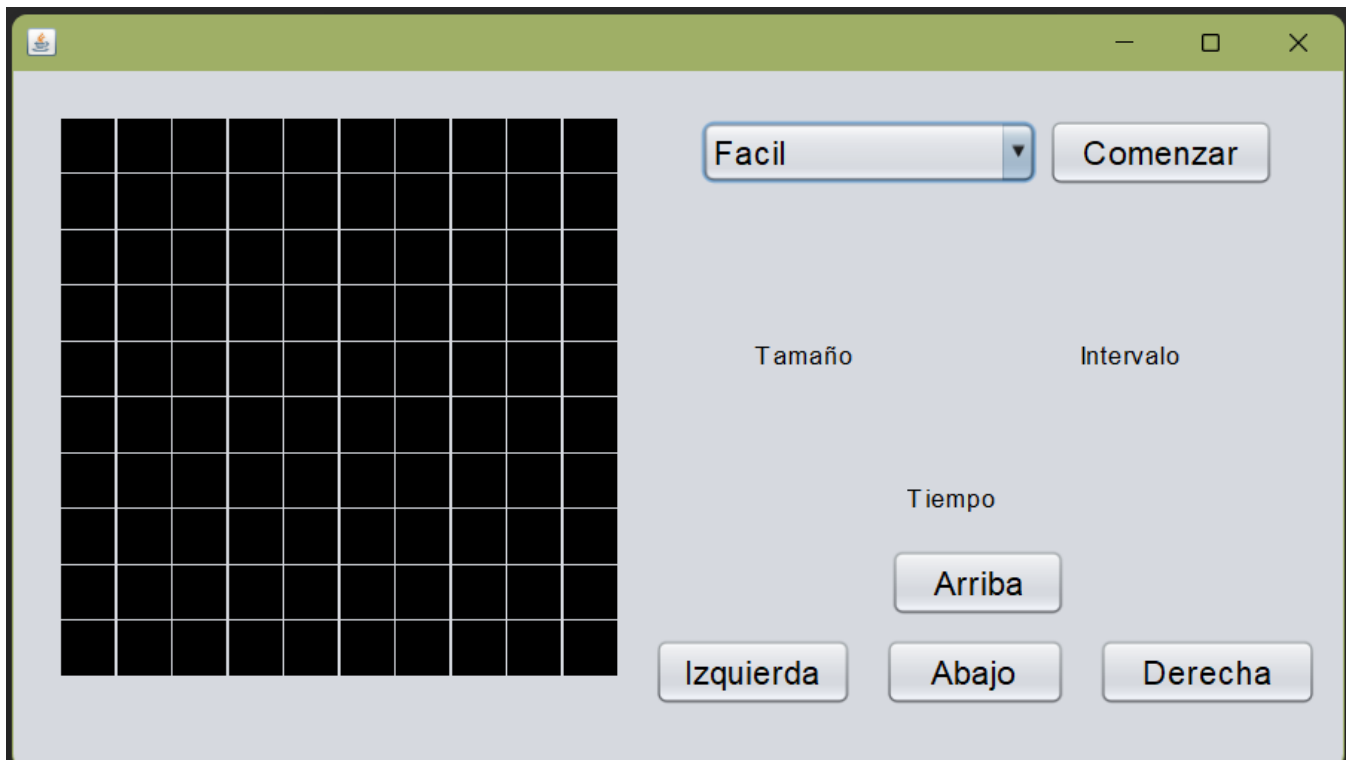 Facil
Comenzar
Tamaño
Intervalo
Tiempo
Arriba
Izquierda
Abajo
Derecha